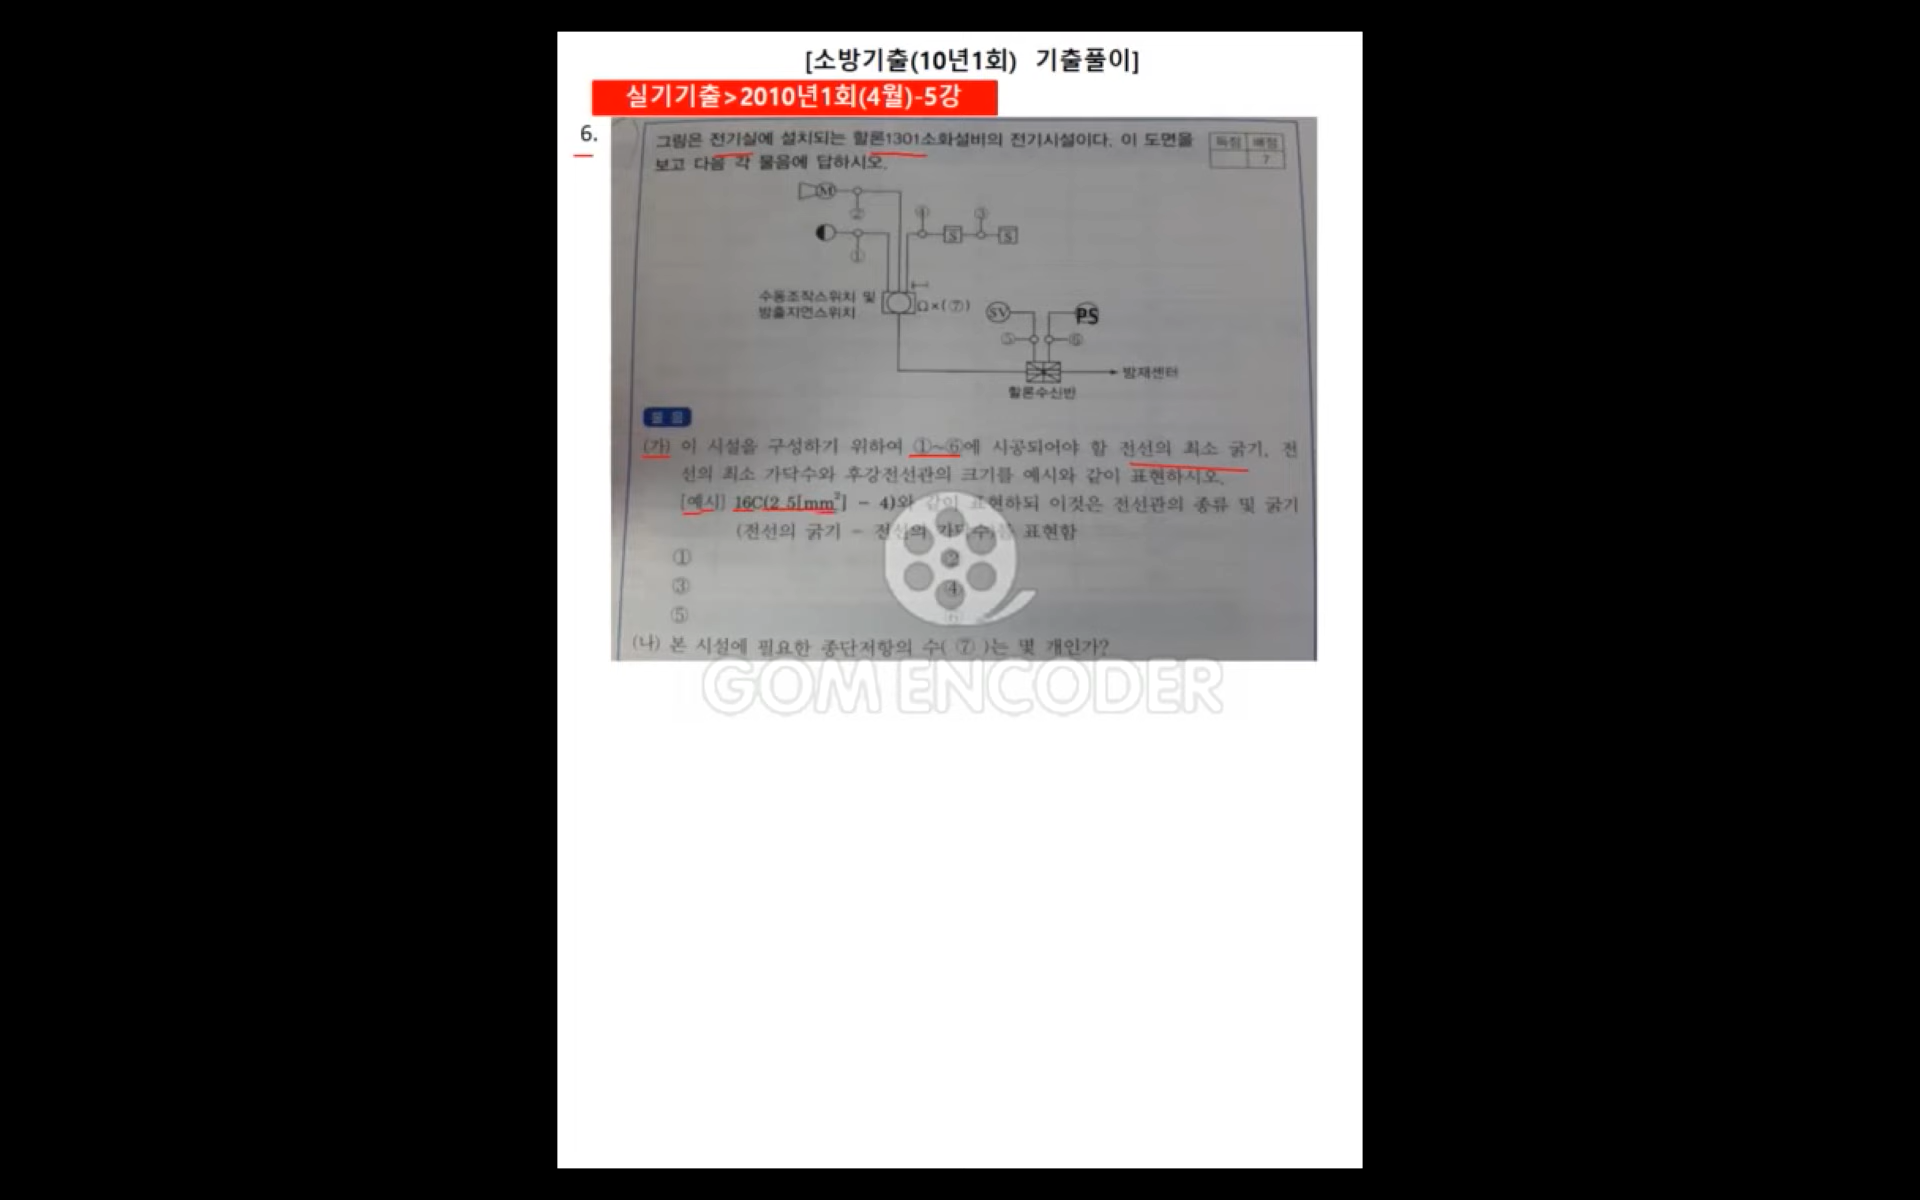 [소방기출(10년1회) 기출풀이]
실기기출>2010년1회(4월)-5강
6.
그림은 전기실에 설치되는 할론1301소화설비의 전기시설이다. 이 도면을
보고 다음 각 물음에 답하시오.
득점 배점
7
M
②
④ ③
S S
①
수동조작스위치 및
방출지연스위치
Ω×(⑦)
SV PS
⑤ ⑥
방재센터
할론수신반
물음
(가) 이 시설을 구성하기 위하여 ①~⑥에 시공되어야 할 전선의 최소 굵기, 전
선의 최소 가닥수와 후강전선관의 크기를 예시와 같이 표현하시오.
[예시] 16C(2.5[mm²] - 4)와 같이 표현하되 이것은 전선관의 종류 및 굵기
(전선의 굵기 - 전선의 가닥수)를 표현함
① ②
③ ④
⑤ ⑥
(나) 본 시설에 필요한 종단저항의 수( ⑦ )는 몇 개인가?
GOM ENCODER